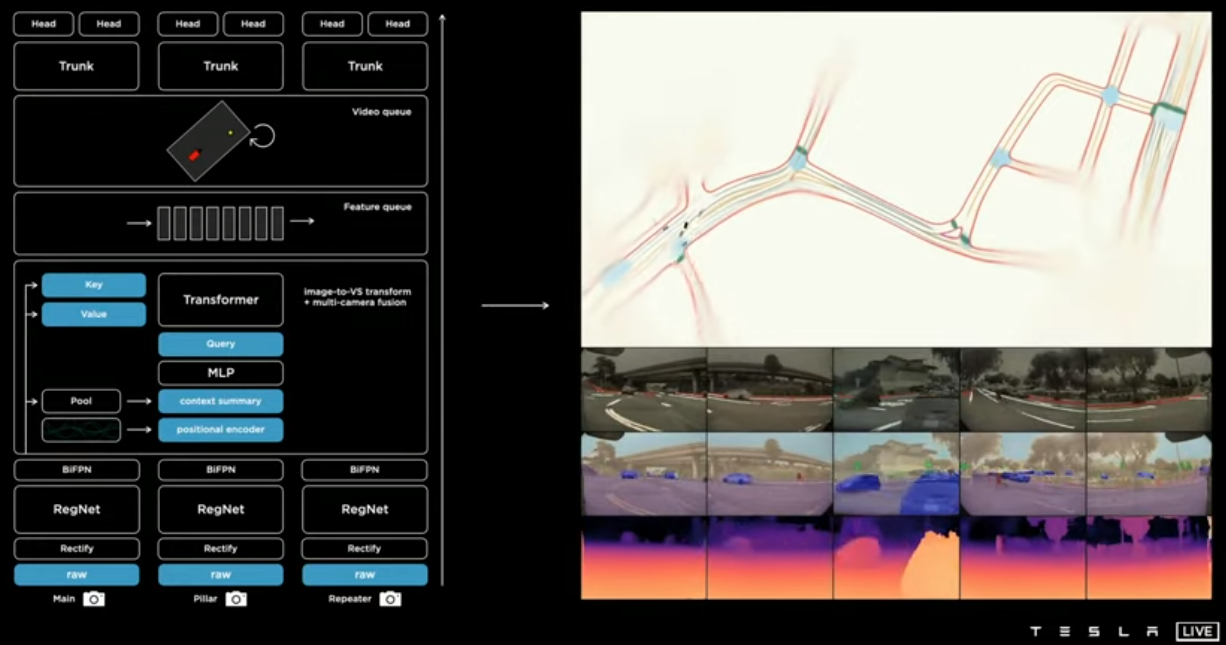 Head Head Head Head Head Head
Trunk Trunk Trunk
Video queue
Feature queue
Key
Value
Transformer
image-to-VS transform
+ multi-camera fusion
Query
MLP
Pool
context summary
positional encoder
BiFPN BiFPN BiFPN
RegNet RegNet RegNet
Rectify Rectify Rectify
raw raw raw
Main Pillar Repeater
TESLA LIVE